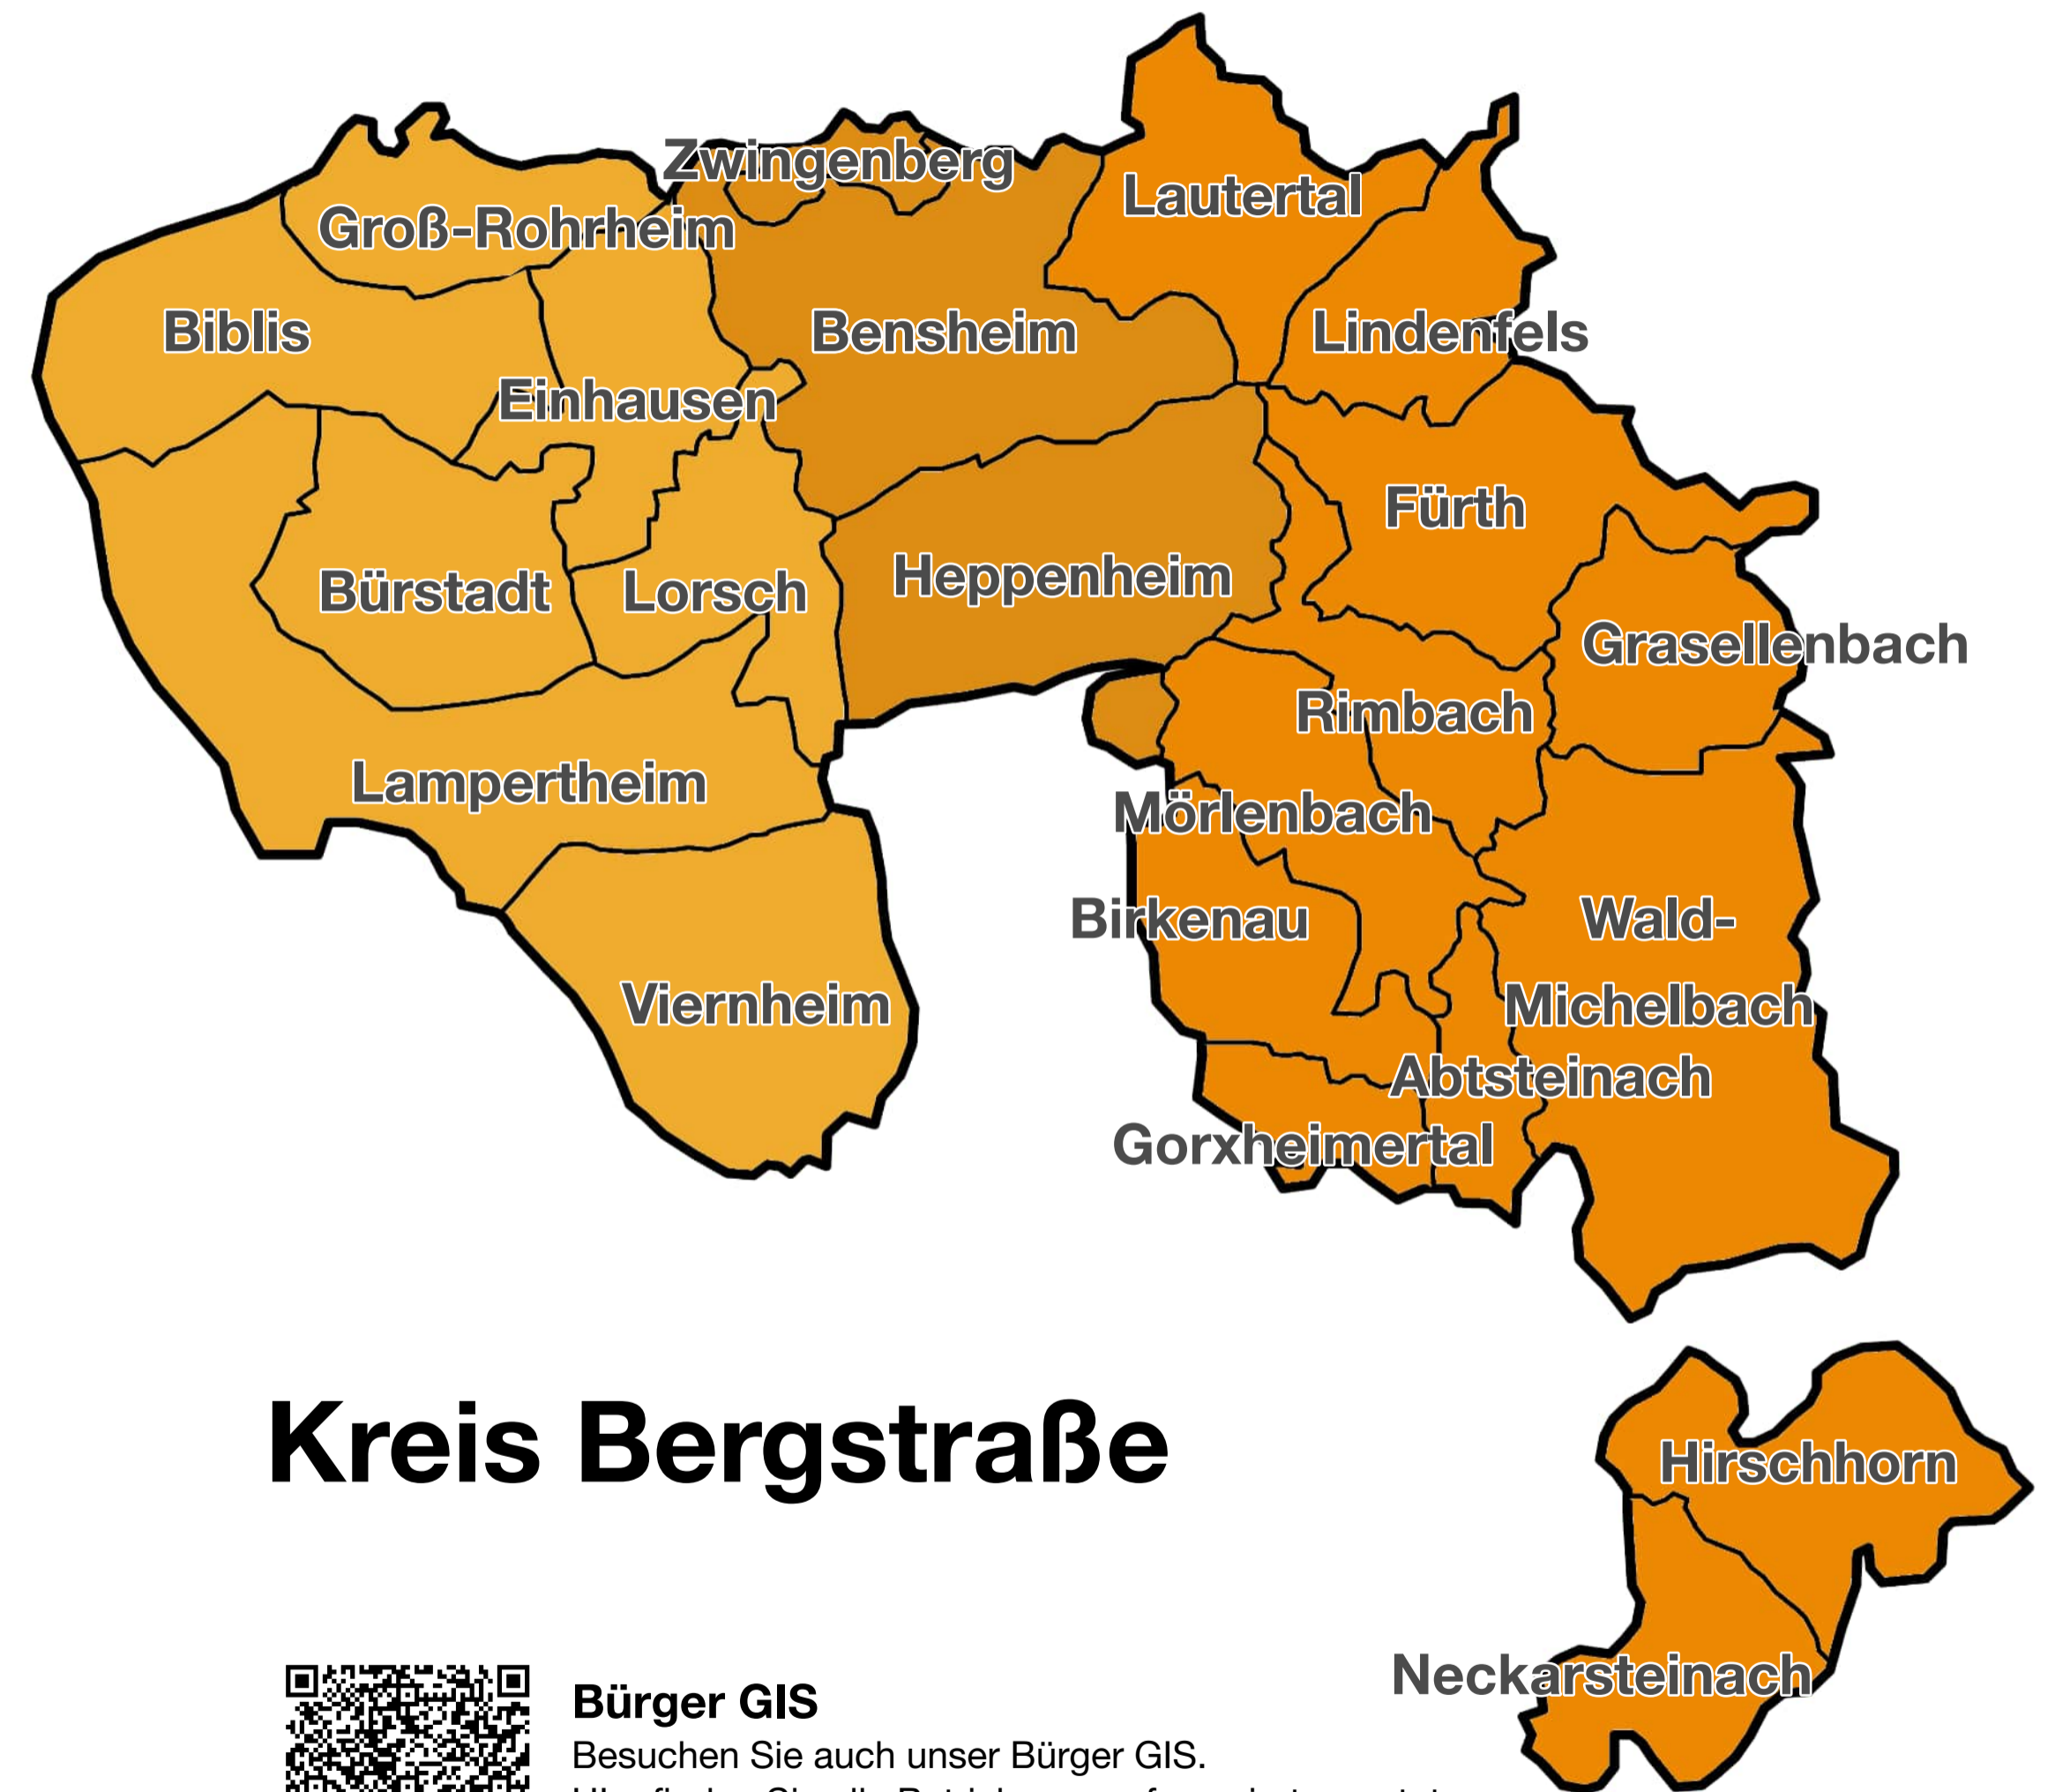 Zwingenberg
Lautertal
Groß-Rohrheim
Biblis
Bensheim
Lindenfels
Einhausen
Fürth
Heppenheim
Bürstadt
Lorsch
Grasellenbach
Rimbach
Lampertheim
Mörlenbach
Birkenau
Wald-
Michelbach
Viernheim
Abtsteinach
Gorxheimertal
Kreis Bergstraße
Hirschhorn
Neckarsteinach
Bürger GIS
Besuchen Sie auch unser Bürger GIS.